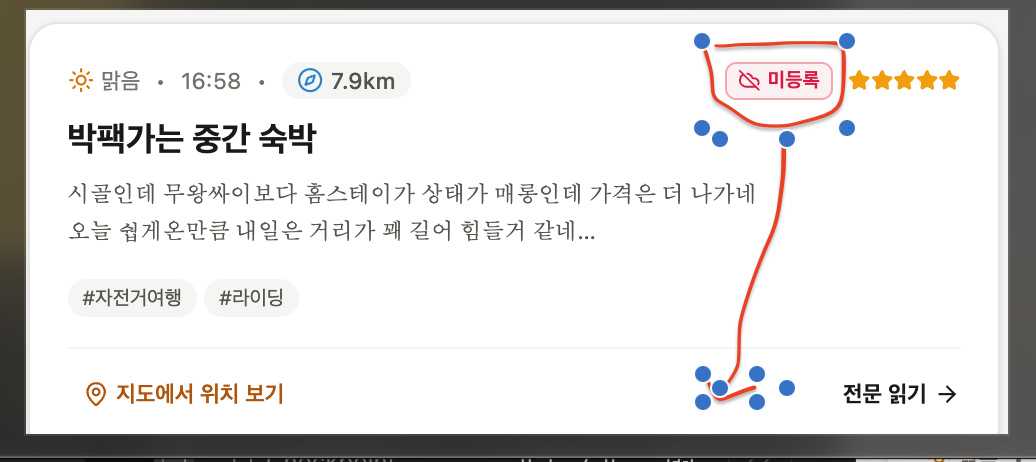 맑음 • 16:58 • 7.9km 미등록
박팩가는 중간 숙박
시골인데 무왕싸이보다 홈스테이가 상태가 매롱인데 가격은 더 나가네
오늘 쉽게온만큼 내일은 거리가 꽤 길어 힘들거 같네...
#자전거여행 #라이딩
지도에서 위치 보기 전문 읽기 →